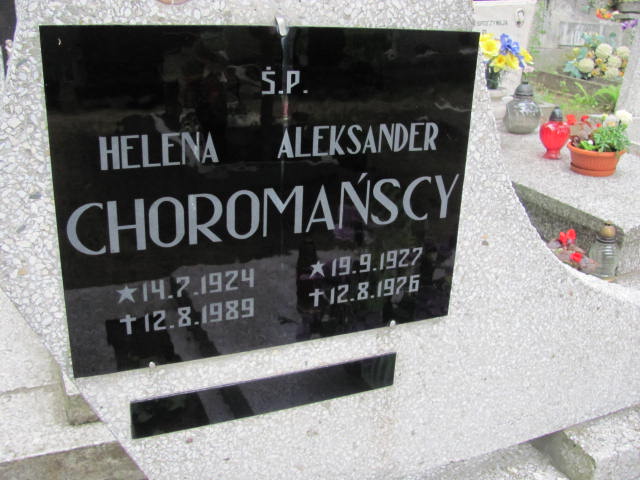 Ś.P.
HELENA ALEKSANDER
CHOROMAŃSCY
★14.7.1924 ★19.9.1927
✝12.8.1989 ✝12.8.1976